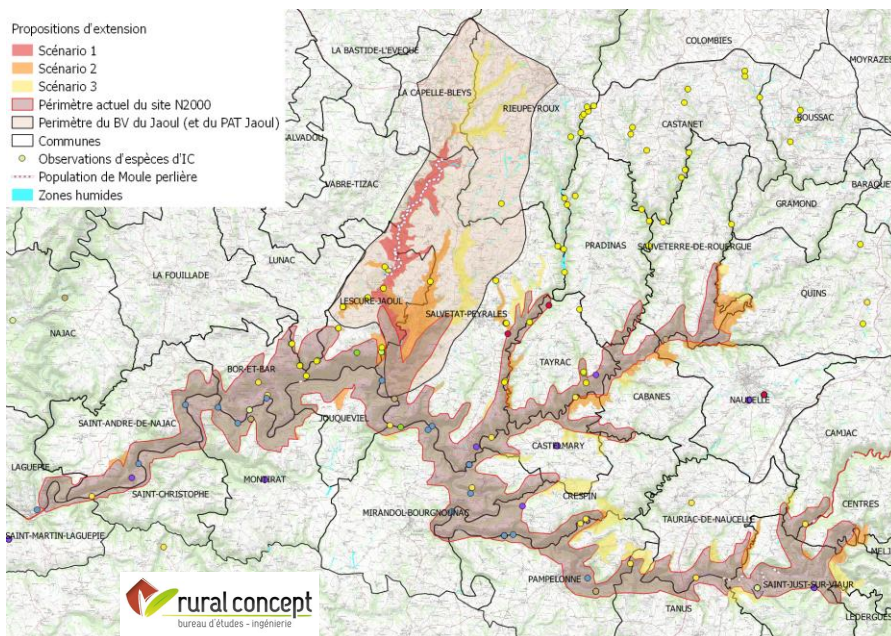 Propositions d'extension
Scénario 1
Scénario 2
Scénario 3
Périmètre actuel du site N2000
Perimètre du BV du Jaoul (et du PAT Jaoul)
Communes
Observations d'espèces d'IC
Population de Moule perlière
Zones humides
LA BASTIDE-L'EVEQUE
COLOMBIES
MOYRAZES
LA CAPELLE-BLEYS
RIEUPEYROUX
CASTANET
BOUSSAC
SALVADOU
VABRE-TIZAC
BARAQUE
GRAMOND
LUNAC
PRADINAS
SAUVETERRE-DE-ROUERGUE
LA FOUILLADE
QUINS
LESCURE-JAOUL
SALVETAT-PEYRALES
NAJAC
TAYRAC
BOR-ET-BAR
CABANES
NAUCELLE
SAINT-ANDRE-DE-NAJAC
JOUQUEVIEL
CAMJAC
CASTELMARY
LAGUEPIE
MONTIRAT
CRESPIN
SAINT-CHRISTOPHE
CENTRES
MIRANDOL-BOURGNOUNAC
TAURIAC-DE-NAUCELLE
SAINT-MARTIN-LAGUEPIE
MELJ
PAMPELONNE
SAINT-JUST-SUR-VIAUR
TANUS
LEDERGUES
rural concept
bureau d'études - ingénierie